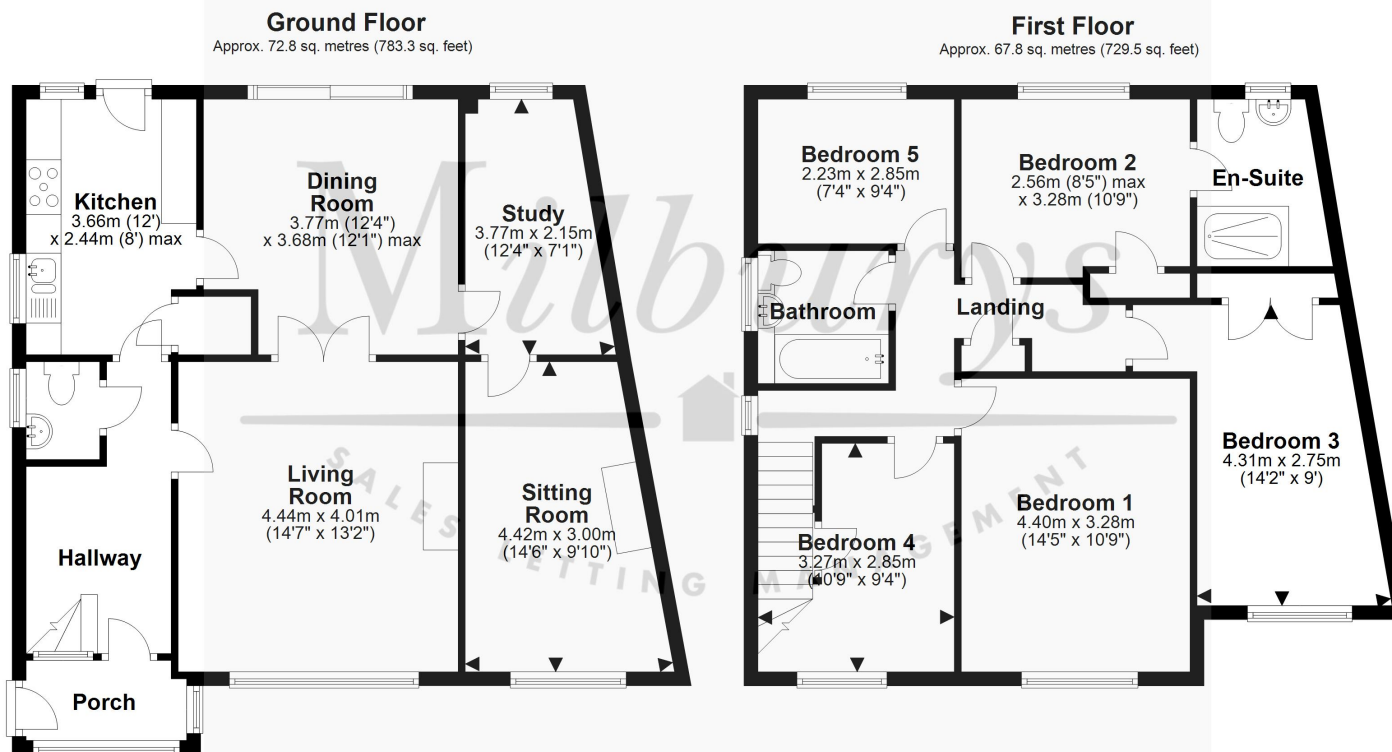 Ground Floor
Approx. 72.8 sq. metres (783.3 sq. feet)
First Floor
Approx. 67.8 sq. metres (729.5 sq. feet)
Kitchen
3.66m (12')
x 2.44m (8') max
Dining
Room
3.77m (12'4")
x 3.68m (12'1") max
Study
3.77m x 2.15m
(12'4" x 7'1")
Living
Room
4.44m x 4.01m
(14'7" x 13'2")
Sitting
Room
4.42m x 3.00m
(14'6" x 9'10")
Hallway
Porch
Bedroom 5
2.23m x 2.85m
(7'4" x 9'4")
Bedroom 2
2.56m (8'5") max
x 3.28m (10'9")
En-Suite
Bathroom
Landing
Bedroom 3
4.31m x 2.75m
(14'2" x 9')
Bedroom 1
4.40m x 3.28m
(14'5" x 10'9")
Bedroom 4
3.27m x 2.85m
(10'9" x 9'4")
Milburys
SALES LETTING MANAGEMENT